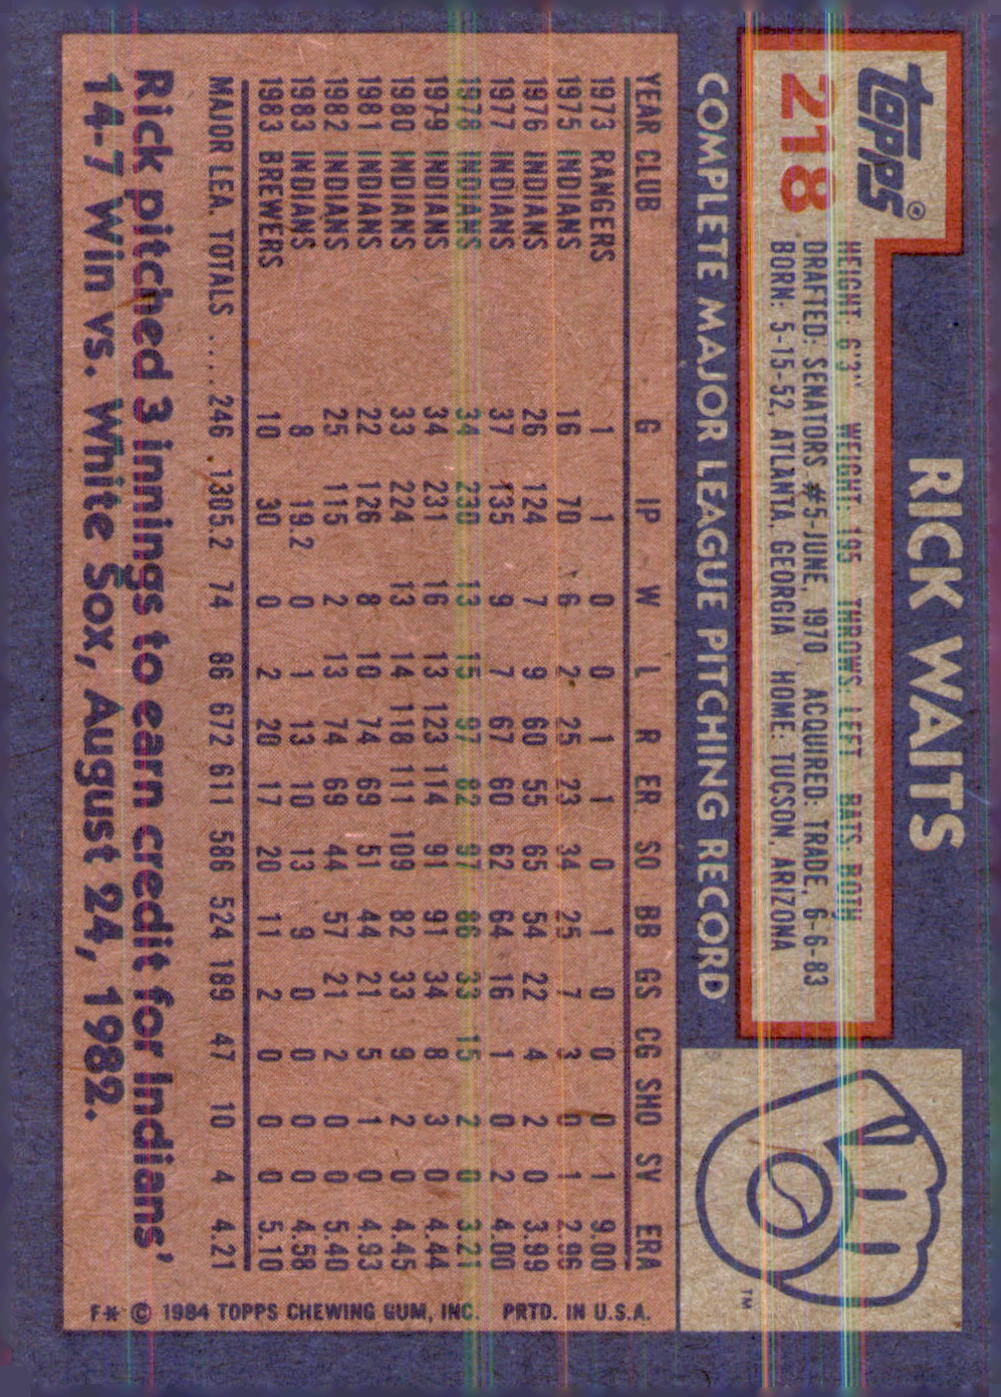 RICK WAITS
Topps®
218
HEIGHT: 6'3" WEIGHT: 195 THROWS: LEFT BATS: BOTH
DRAFTED: SENATORS #5-JUNE, 1970 ACQUIRED: TRADE, 6-6-83
BORN: 5-15-52, ATLANTA, GEORGIA HOME: TUCSON, ARIZONA
TM
COMPLETE MAJOR LEAGUE PITCHING RECORD
YEAR CLUB G IP W L R ER SO BB GS CG SHO SV ERA
1973 RANGERS 1 1 0 0 1 1 0 1 0 0 0 1 9.00
1975 INDIANS 16 70 6 2 25 23 34 25 7 3 0 1 2.96
1976 INDIANS 26 124 7 9 60 55 65 54 22 4 2 0 3.99
1977 INDIANS 37 135 9 7 67 60 62 64 16 1 0 2 4.00
1978 INDIANS 34 230 13 15 97 82 97 86 33 15 2 0 3.21
1979 INDIANS 34 231 16 13 123 114 91 91 34 8 3 0 4.44
1980 INDIANS 33 224 13 14 118 111 109 82 33 9 2 0 4.45
1981 INDIANS 22 126 8 10 74 69 51 44 21 5 1 0 4.93
1982 INDIANS 25 115 2 13 74 69 44 57 21 2 0 0 5.40
1983 INDIANS 8 19.2 0 1 13 10 13 9 0 0 0 0 4.58
1983 BREWERS 10 30 0 2 20 17 20 11 2 0 0 0 5.10
MAJOR LEA. TOTALS ....246 .1305.2 74 86 672 611 586 524 189 47 10 4 4.21
Rick pitched 3 innings to earn credit for Indians'
14-7 Win vs. White Sox, August 24, 1982.
F* © 1984 TOPPS CHEWING GUM, INC. PRTD. IN U.S.A.